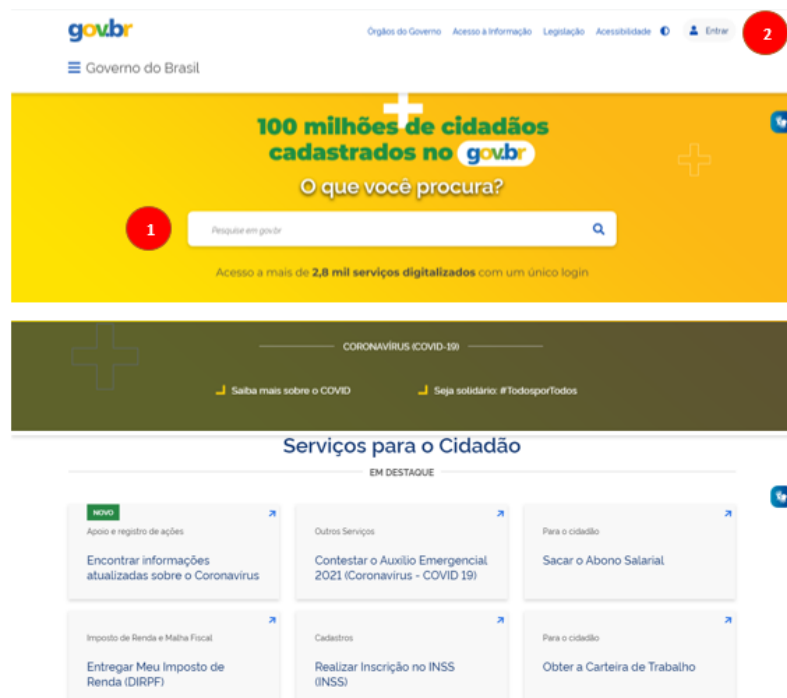 gov.br
Órgãos do Governo Acesso à Informação Legislação Acessibilidade Entrar
2
Governo do Brasil
100 milhões de cidadãos
cadastrados no gov.br
O que você procura?
1
Pesquise em gov.br
Acesso a mais de 2,8 mil serviços digitalizados com um único login
CORONAVÍRUS (COVID-19)
Saiba mais sobre o COVID
Seja solidário: #TodosporTodos
Serviços para o Cidadão
EM DESTAQUE
NOVO
Apoio e registro de ações
Encontrar informações
atualizadas sobre o Coronavírus
Outros Serviços
Contestar o Auxílio Emergencial
2021 (Coronavírus - COVID 19)
Para o cidadão
Sacar o Abono Salarial
Imposto de Renda e Malha Fiscal
Entregar Meu Imposto de
Renda (DIRPF)
Cadastros
Realizar Inscrição no INSS
(INSS)
Para o cidadão
Obter a Carteira de Trabalho